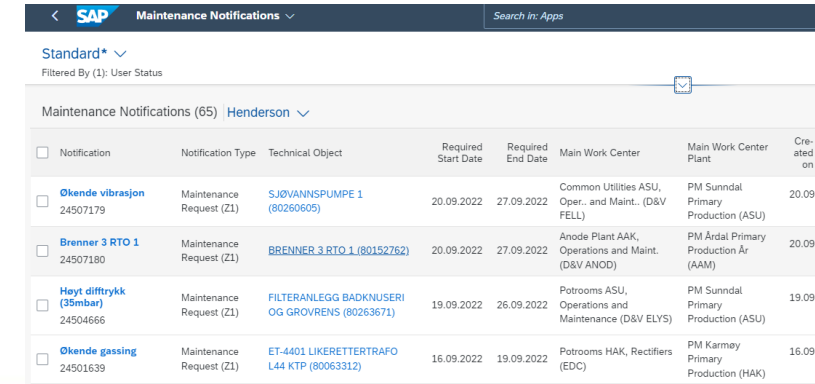 SAP Maintenance Notifications Search in: Apps
Standard*
Filtered By (1): User Status
Maintenance Notifications (65) Henderson
Notification Notification Type Technical Object Required Start Date Required End Date Main Work Center Main Work Center Plant Cre-ated on
Økende vibrasjon
24507179
Maintenance
Request (Z1)
SJØVANNSPUMPE 1
(80260605)
20.09.2022 27.09.2022
Common Utilities ASU,
Oper.. and Maint.. (D&V
FELL)
PM Sunndal
Primary
Production (ASU)
20.09
Brenner 3 RTO 1
24507180
Maintenance
Request (Z1)
BRENNER 3 RTO 1 (80152762)
20.09.2022 27.09.2022
Anode Plant AAK,
Operations and Maint.
(D&V ANOD)
PM Årdal Primary
Production År
(AAM)
20.09
Høyt difftrykk
(35mbar)
24504666
Maintenance
Request (Z1)
FILTERANLEGG BADKNUSERI
OG GROVRENS (80263671)
19.09.2022 26.09.2022
Potrooms ASU,
Operations and
Maintenance (D&V ELYS)
PM Sunndal
Primary
Production (ASU)
19.09
Økende gassing
24501639
Maintenance
Request (Z1)
ET-4401 LIKERETTERTRAFO
L44 KTP (80063312)
16.09.2022 19.09.2022
Potrooms HAK, Rectifiers
(EDC)
PM Karmøy
Primary
Production (HAK)
16.09